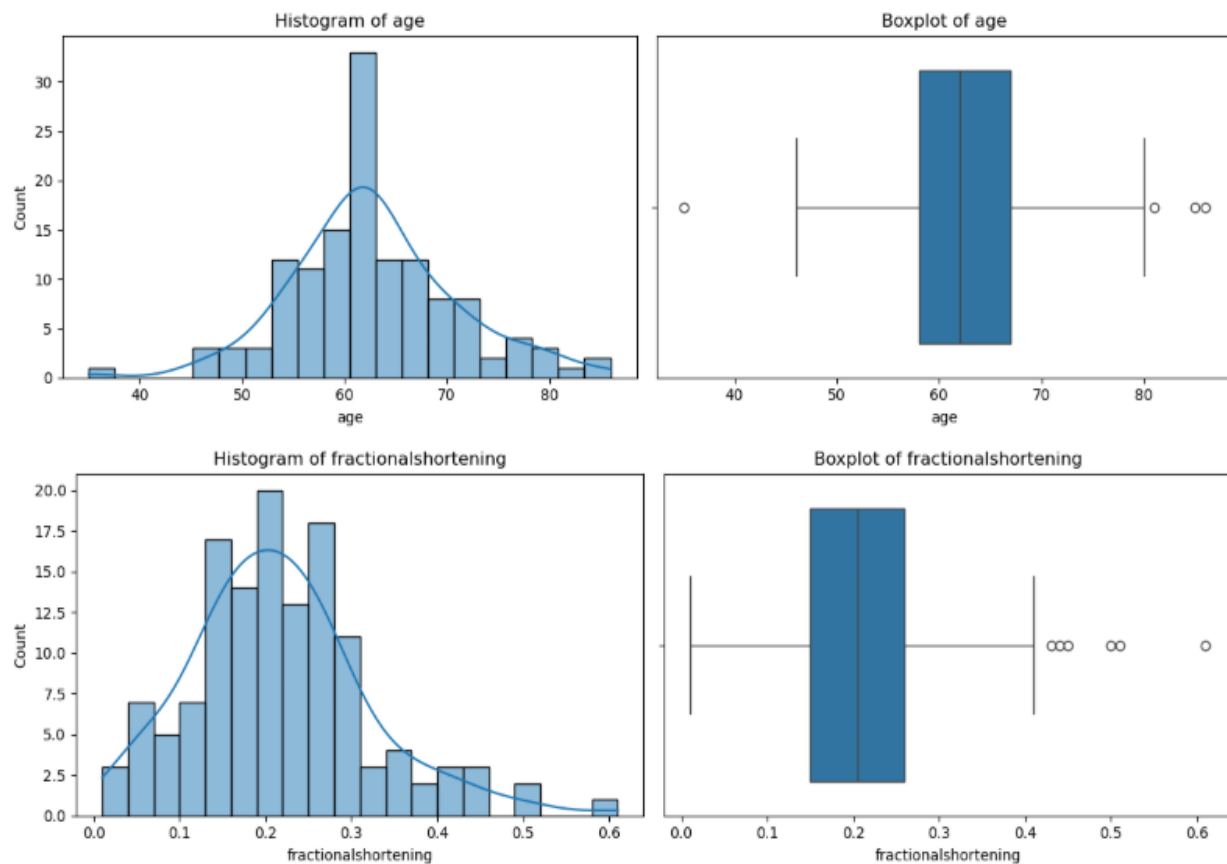 Histogram of age
Boxplot of age
30
25
20
15
10
5
0
Count
40 50 60 70 80
age
40 50 60 70 80
age
Histogram of fractionalshortening
Boxplot of fractionalshortening
20.0
17.5
15.0
12.5
10.0
7.5
5.0
2.5
0.0
Count
0.0 0.1 0.2 0.3 0.4 0.5 0.6
fractionalshortening
0.0 0.1 0.2 0.3 0.4 0.5 0.6
fractionalshortening